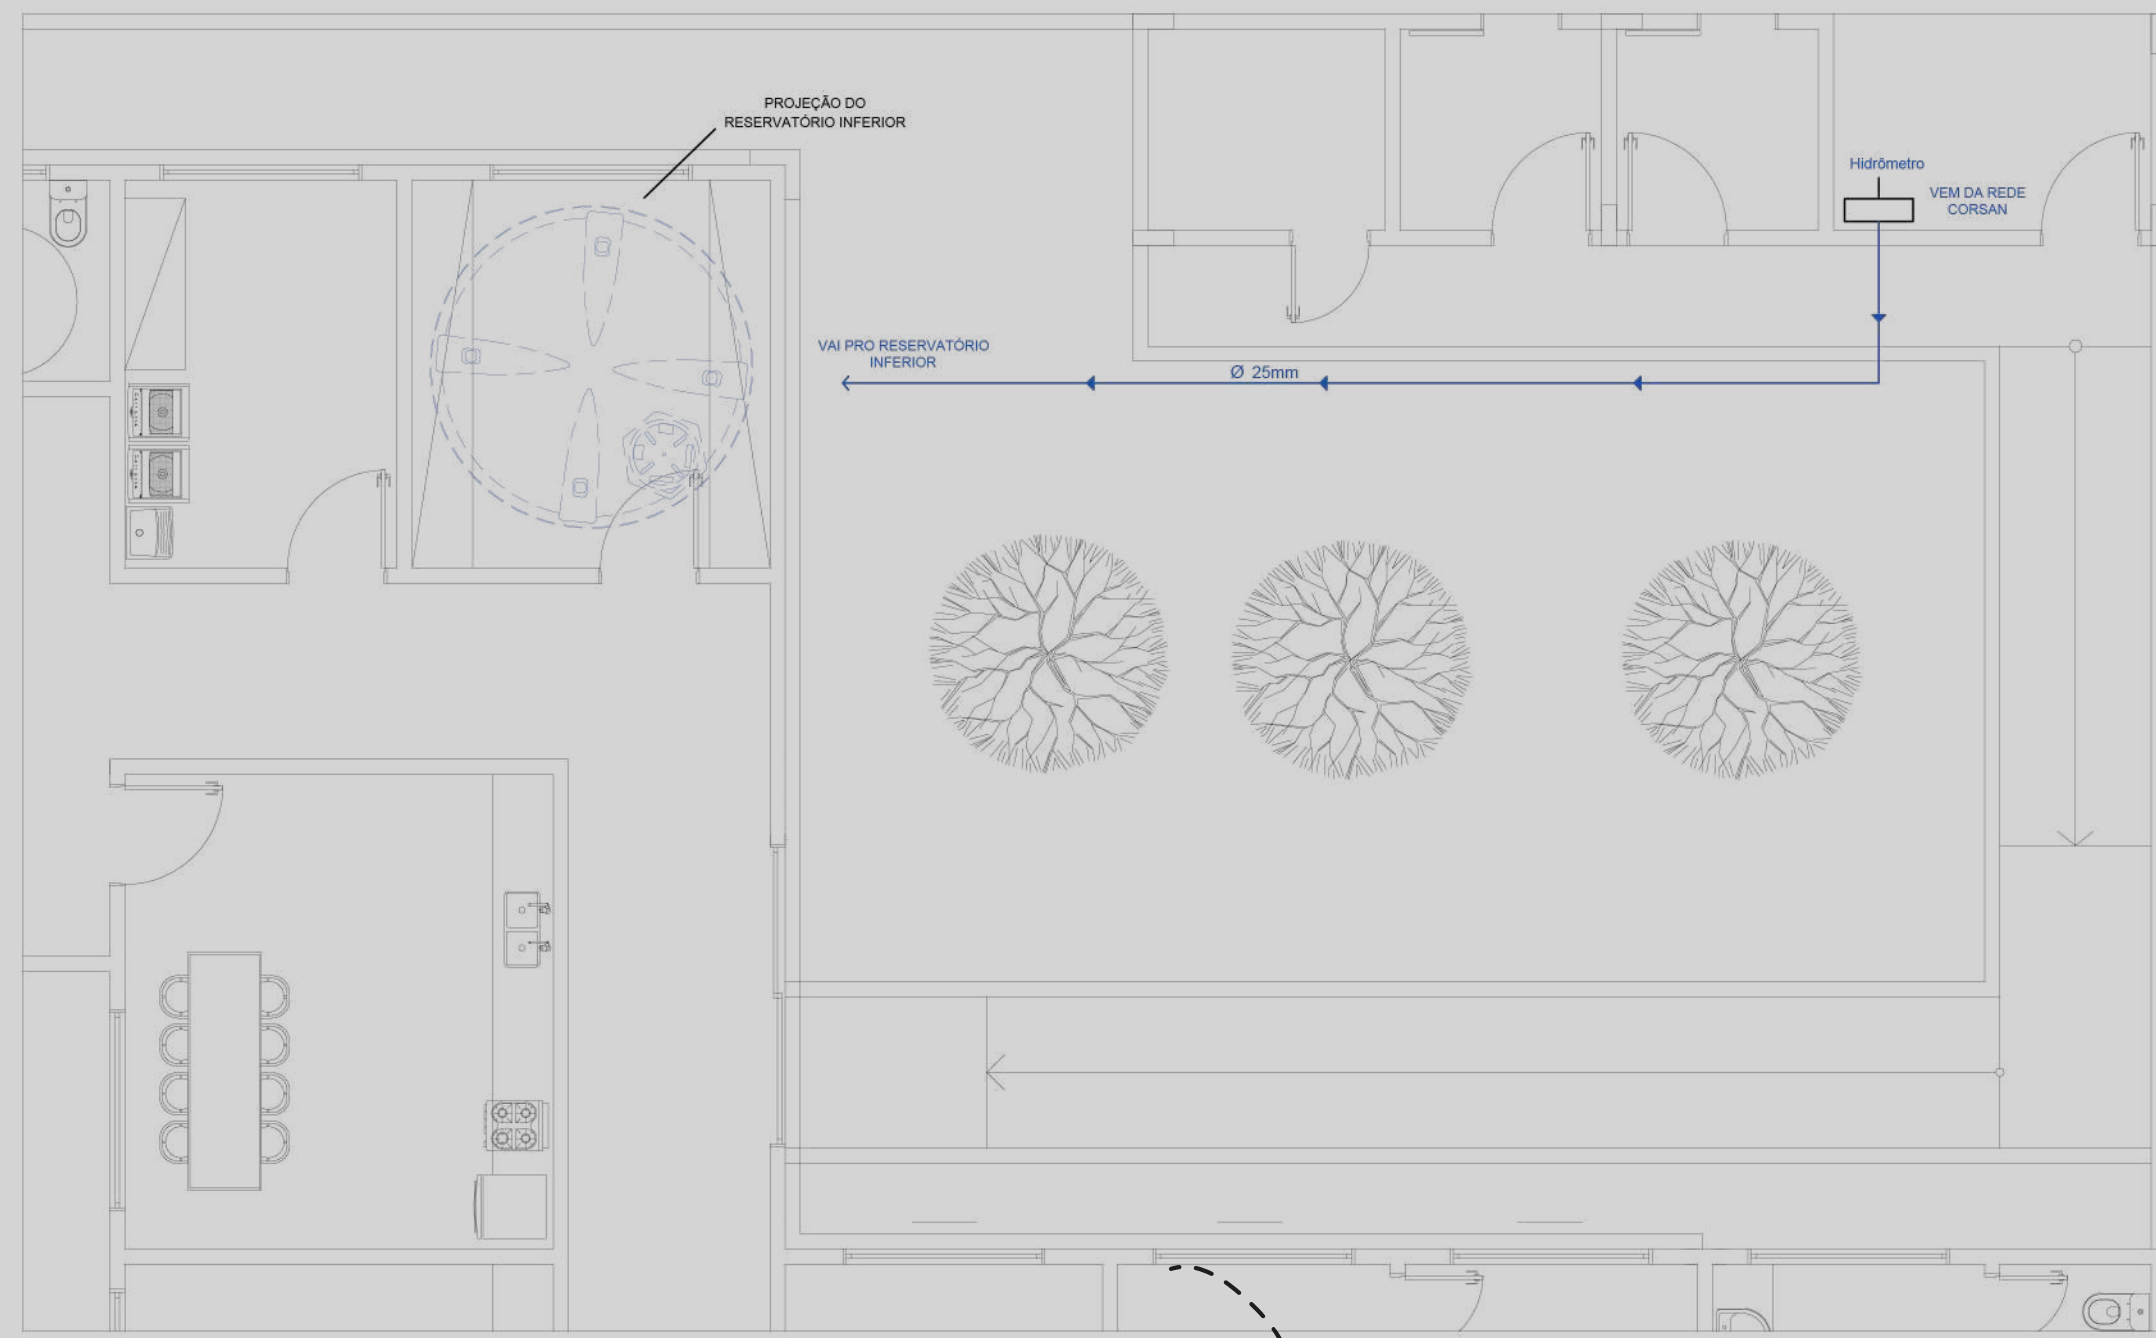 PROJEÇÃO DO
RESERVATÓRIO INFERIOR
Hidrômetro
VEM DA REDE
CORSAN
VAI PRO RESERVATÓRIO
INFERIOR
Ø 25mm